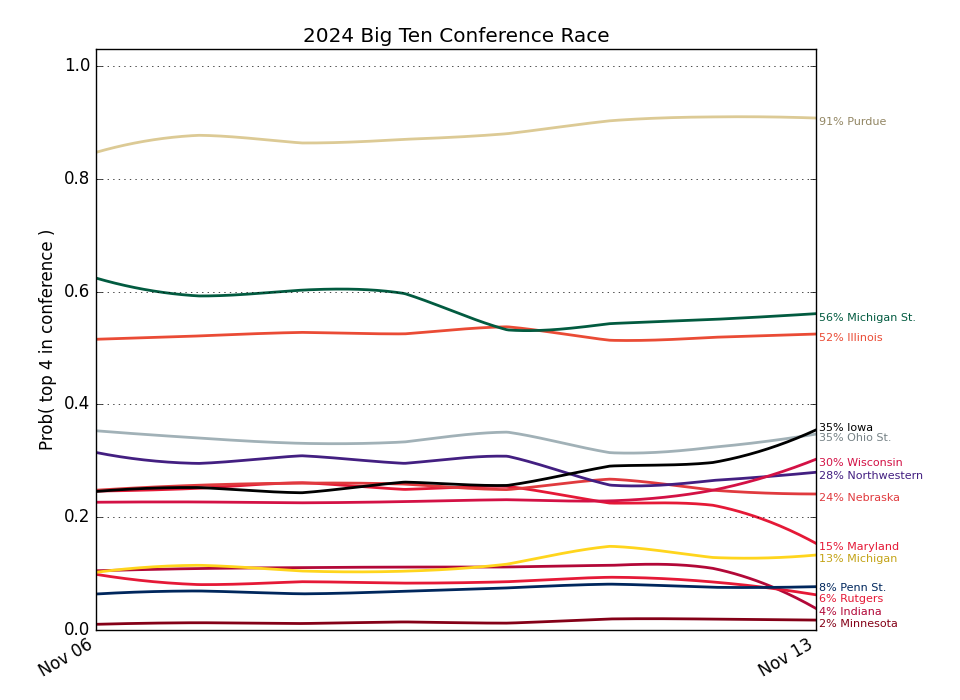 2024 Big Ten Conference Race
Prob( top 4 in conference )
1.0
0.8
0.6
0.4
0.2
0.0
Nov 06
Nov 13
91% Purdue
56% Michigan St.
52% Illinois
35% Iowa
35% Ohio St.
30% Wisconsin
28% Northwestern
24% Nebraska
15% Maryland
13% Michigan
8% Penn St.
6% Rutgers
4% Indiana
2% Minnesota